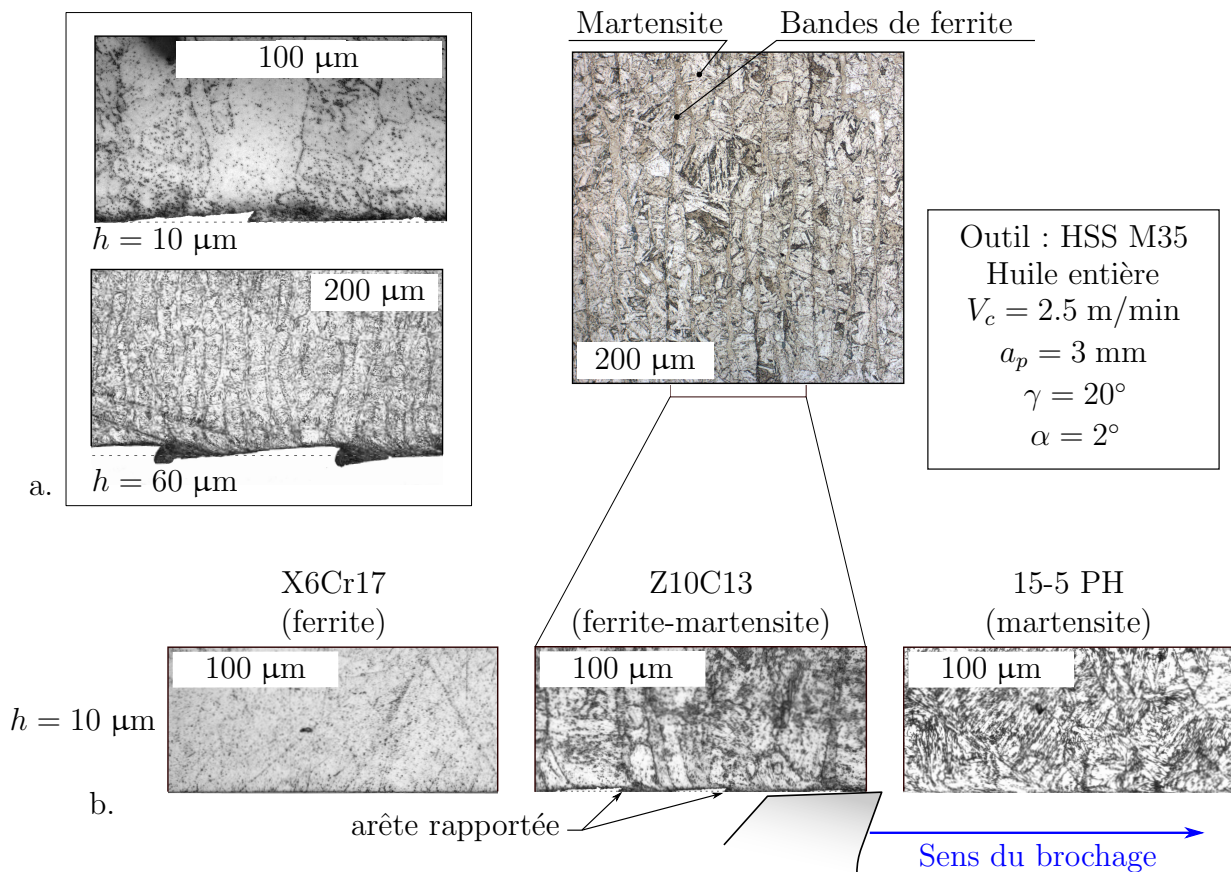 100 µm
h = 10 µm
200 µm
h = 60 µm
a.
Martensite
Bandes de ferrite
200 µm
Outil : HSS M35
Huile entière
V_c = 2.5 m/min
a_p = 3 mm
γ = 20°
α = 2°
X6Cr17
(ferrite)
Z10C13
(ferrite-martensite)
15-5 PH
(martensite)
h = 10 µm
100 µm
100 µm
100 µm
b.
arête rapportée
Sens du brochage